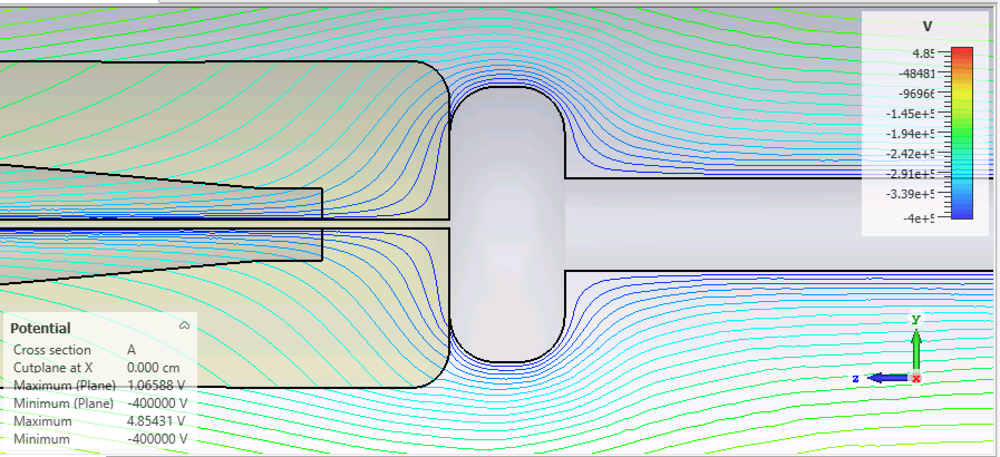 V
4.85
-48481
-96966
-1.45e+5
-1.94e+5
-2.42e+5
-2.91e+5
-3.39e+5
-4e+5
Potential
Cross section A
Cutplane at X 0.000 cm
Maximum (Plane) 1.06588 V
Minimum (Plane) -400000 V
Maximum 4.85431 V
Minimum -400000 V
y
z x